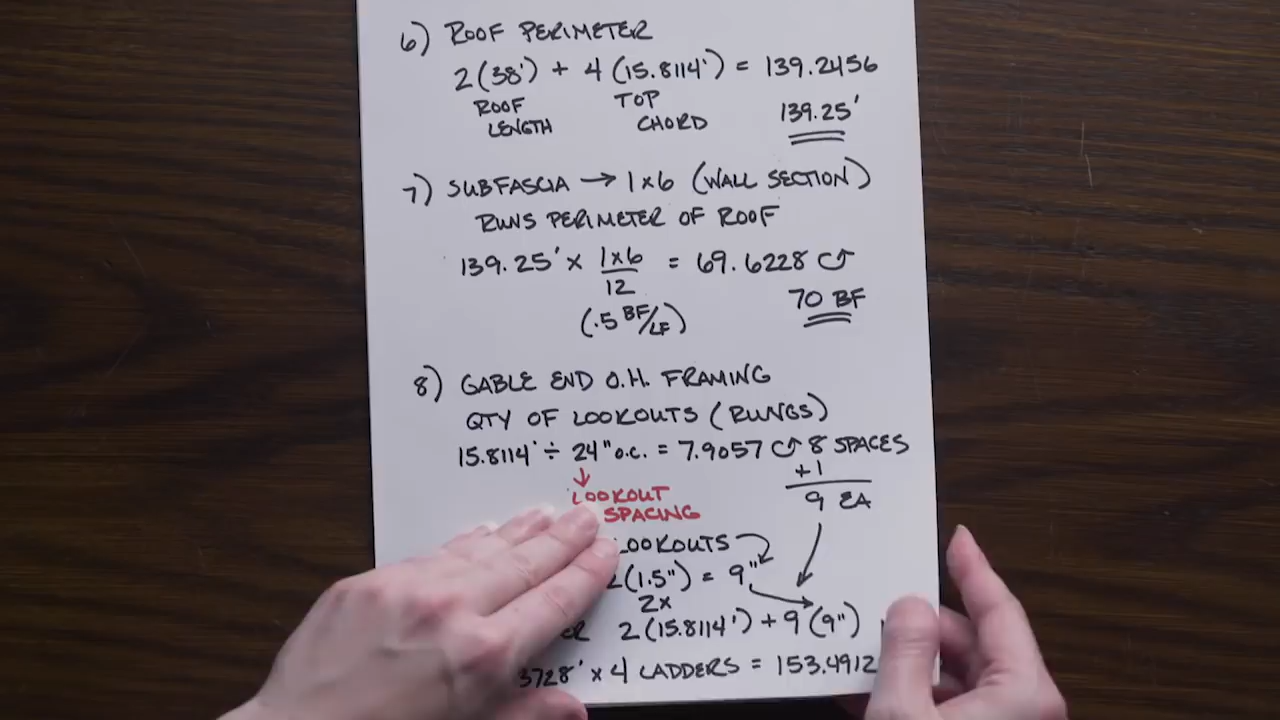 6) ROOF PERIMETER
2(38') + 4(15.8114') = 139.2456
ROOF LENGTH TOP CHORD 139.25'
7) SUBFASCIA → 1x6 (WALL SECTION)
RUNS PERIMETER OF ROOF
139.25' x 1x6/12 = 69.6228
(.5 BF/LF) 70 BF
8) GABLE END O.H. FRAMING
QTY OF LOOKOUTS (RUNGS)
15.8114' ÷ 24" O.C. = 7.9057 8 SPACES
+1
LOOKOUT SPACING 9 EA
LOOKOUTS
2(1.5") = 9"
2x
2(15.8114') + 9(9")
3728' x 4 LADDERS = 153.4912